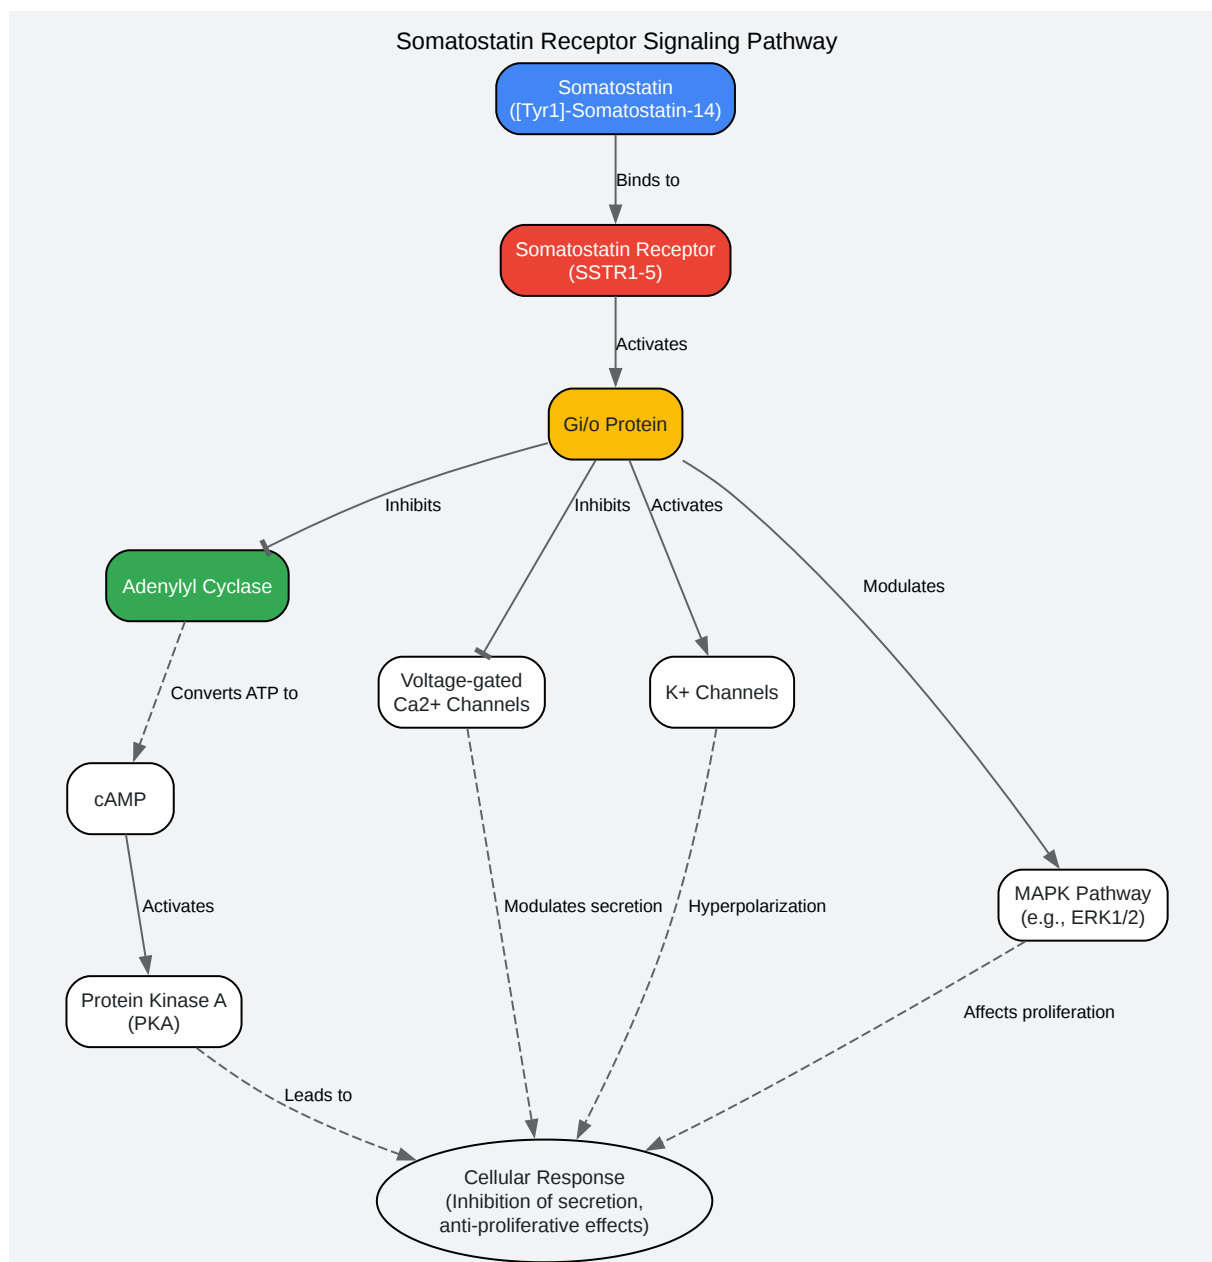 Somatostatin Receptor Signaling Pathway
Somatostatin
([Tyr1]-Somatostatin-14)
Binds to
Somatostatin Receptor
(SSTR1-5)
Activates
Gi/o Protein
Inhibits
Inhibits
Activates
Modulates
Adenylyl Cyclase
Converts ATP to
Voltage-gated
Ca2+ Channels
K+ Channels
cAMP
Activates
Modulates secretion
Hyperpolarization
MAPK Pathway
(e.g., ERK1/2)
Protein Kinase A
(PKA)
Affects proliferation
Leads to
Cellular Response
(Inhibition of secretion,
anti-proliferative effects)